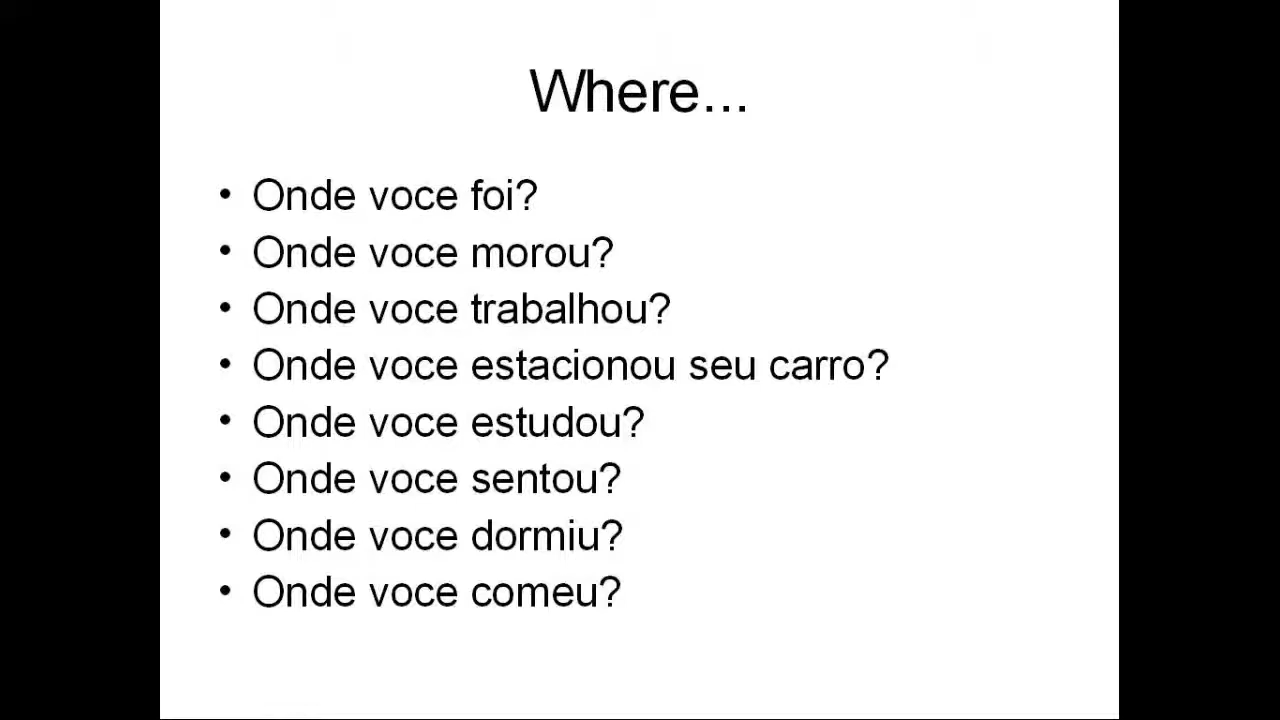 Where...
• Onde voce foi?
• Onde voce morou?
• Onde voce trabalhou?
• Onde voce estacionou seu carro?
• Onde voce estudou?
• Onde voce sentou?
• Onde voce dormiu?
• Onde voce comeu?